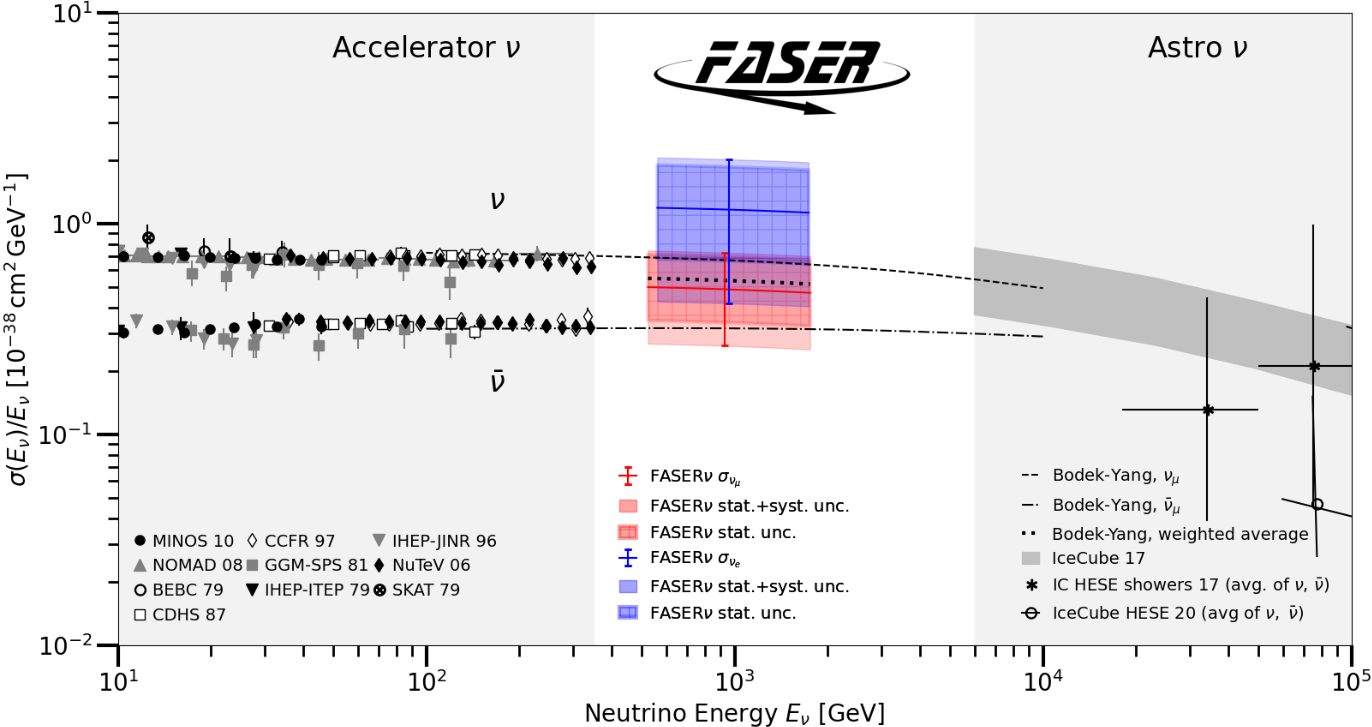 Accelerator ν
FASER
Astro ν
10¹
10⁰
10⁻¹
10⁻²
σ(Eν)/Eν [10⁻³⁸ cm² GeV⁻¹]
ν
ν̄
MINOS 10
NOMAD 08
BEBC 79
CDHS 87
CCFR 97
GGM-SPS 81
IHEP-ITEP 79
IHEP-JINR 96
NuTeV 06
SKAT 79
FASERν σ_νμ
FASERν stat.+syst. unc.
FASERν stat. unc.
FASERν σ_νe
FASERν stat.+syst. unc.
FASERν stat. unc.
Bodek-Yang, νμ
Bodek-Yang, ν̄μ
Bodek-Yang, weighted average
IceCube 17
IC HESE showers 17 (avg. of ν, ν̄)
IceCube HESE 20 (avg of ν, ν̄)
10¹
10²
10³
10⁴
10⁵
Neutrino Energy Eν [GeV]